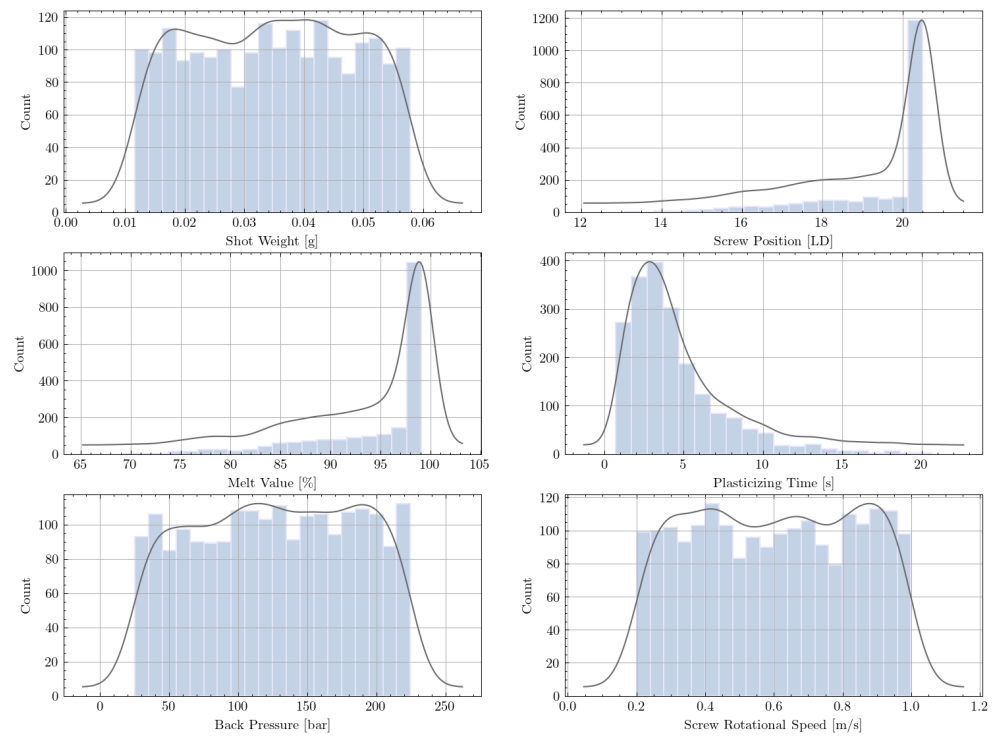 120
100
80
60
40
20
0
Count
0.00 0.01 0.02 0.03 0.04 0.05 0.06
Shot Weight [g]
1200
1000
800
600
400
200
0
Count
12 14 16 18 20
Screw Position [LD]
1000
800
600
400
200
0
Count
65 70 75 80 85 90 95 100 105
Melt Value [%]
400
300
200
100
0
Count
0 5 10 15 20
Plasticizing Time [s]
100
80
60
40
20
0
Count
0 50 100 150 200 250
Back Pressure [bar]
120
100
80
60
40
20
0
Count
0.0 0.2 0.4 0.6 0.8 1.0 1.2
Screw Rotational Speed [m/s]